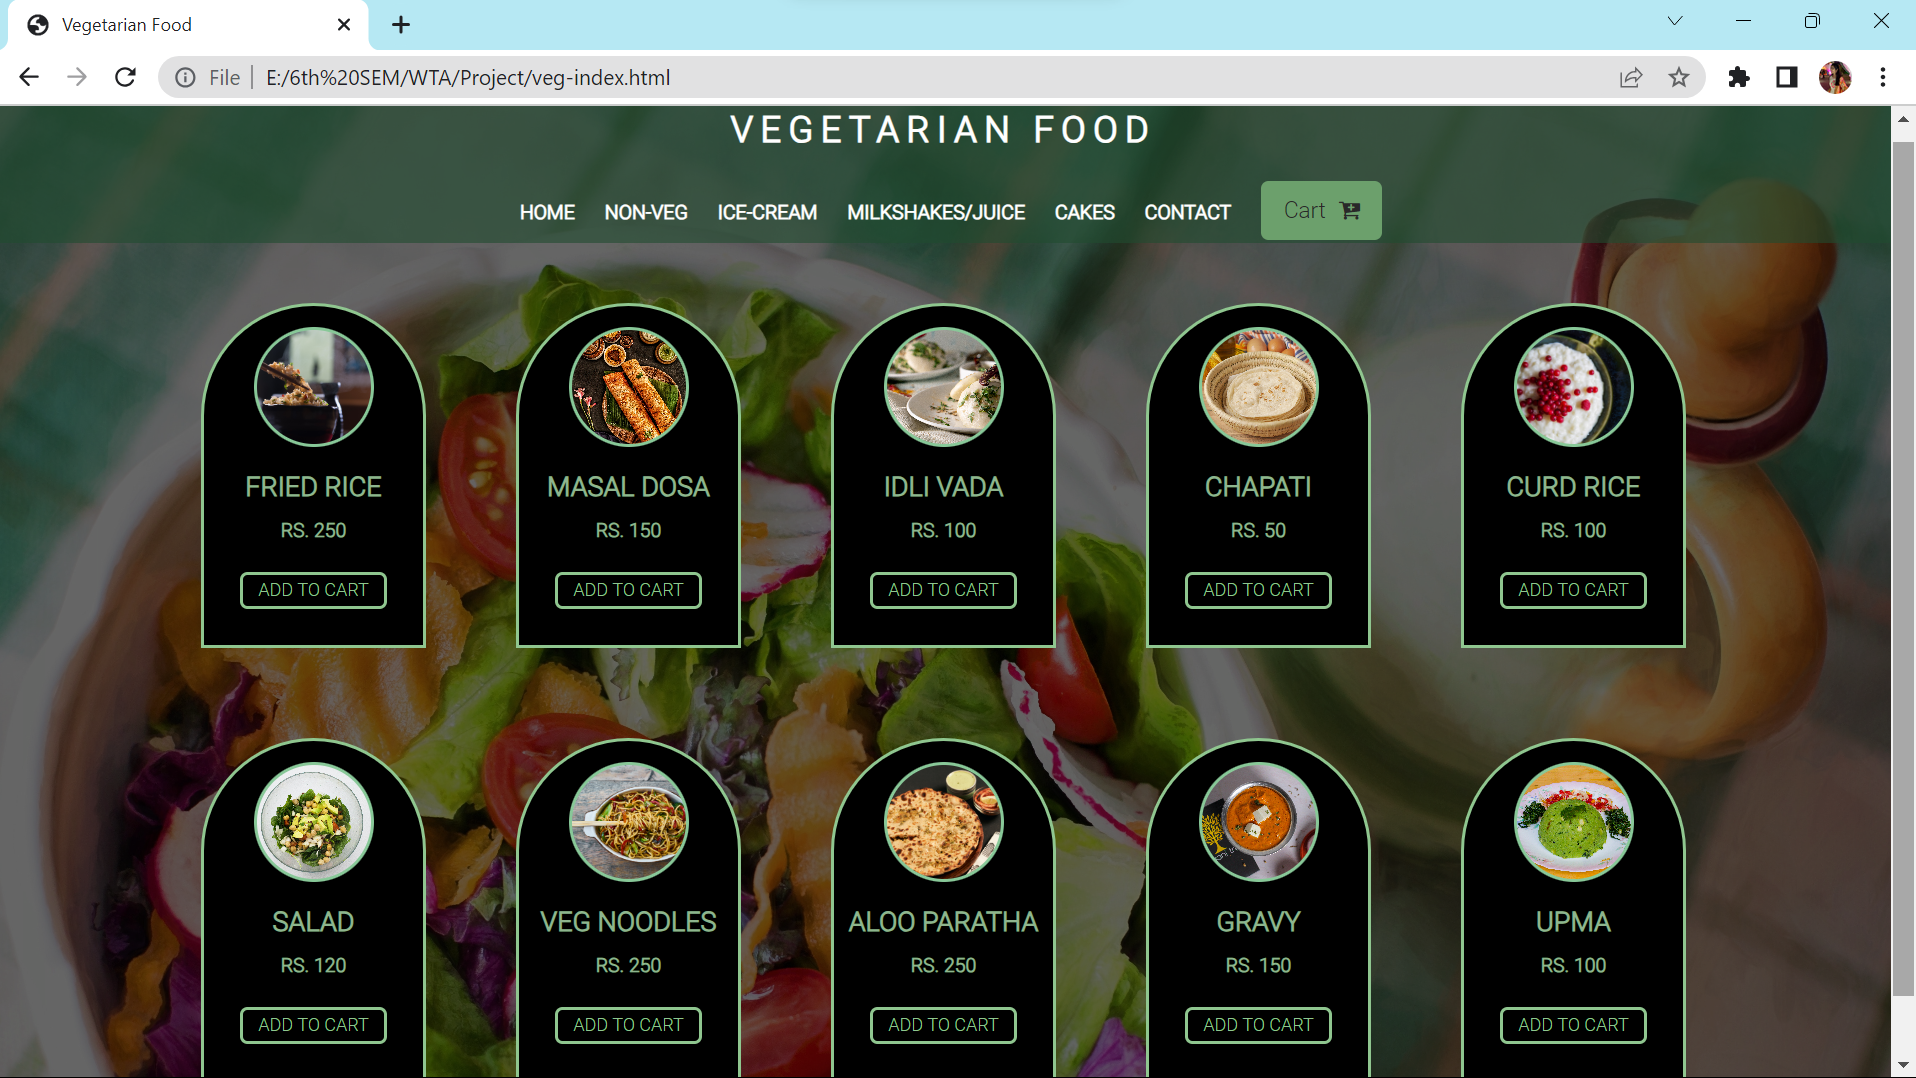 Vegetarian Food
File E:/6th%20SEM/WTA/Project/veg-index.html
VEGETARIAN FOOD
HOME NON-VEG ICE-CREAM MILKSHAKES/JUICE CAKES CONTACT Cart
FRIED RICE MASAL DOSA IDLI VADA CHAPATI CURD RICE
RS. 250 RS. 150 RS. 100 RS. 50 RS. 100
ADD TO CART ADD TO CART ADD TO CART ADD TO CART ADD TO CART
SALAD VEG NOODLES ALOO PARATHA GRAVY UPMA
RS. 120 RS. 250 RS. 250 RS. 150 RS. 100
ADD TO CART ADD TO CART ADD TO CART ADD TO CART ADD TO CART